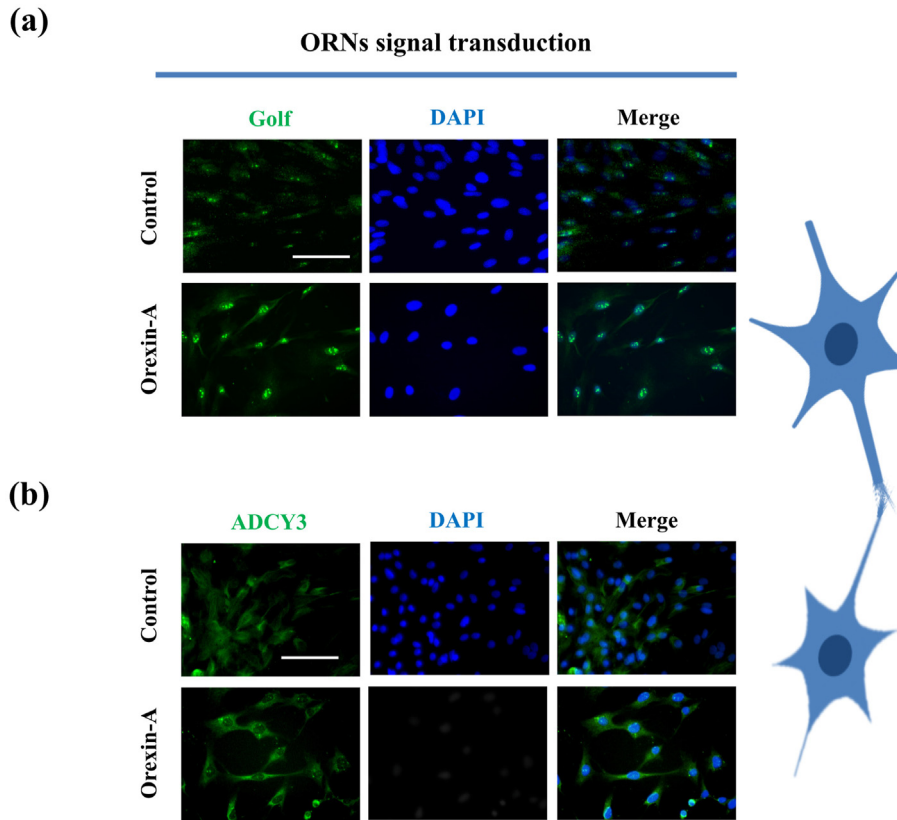 (a)
ORNs signal transduction
Golf DAPI Merge
Control
Orexin-A
(b)
ADCY3 DAPI Merge
Control
Orexin-A